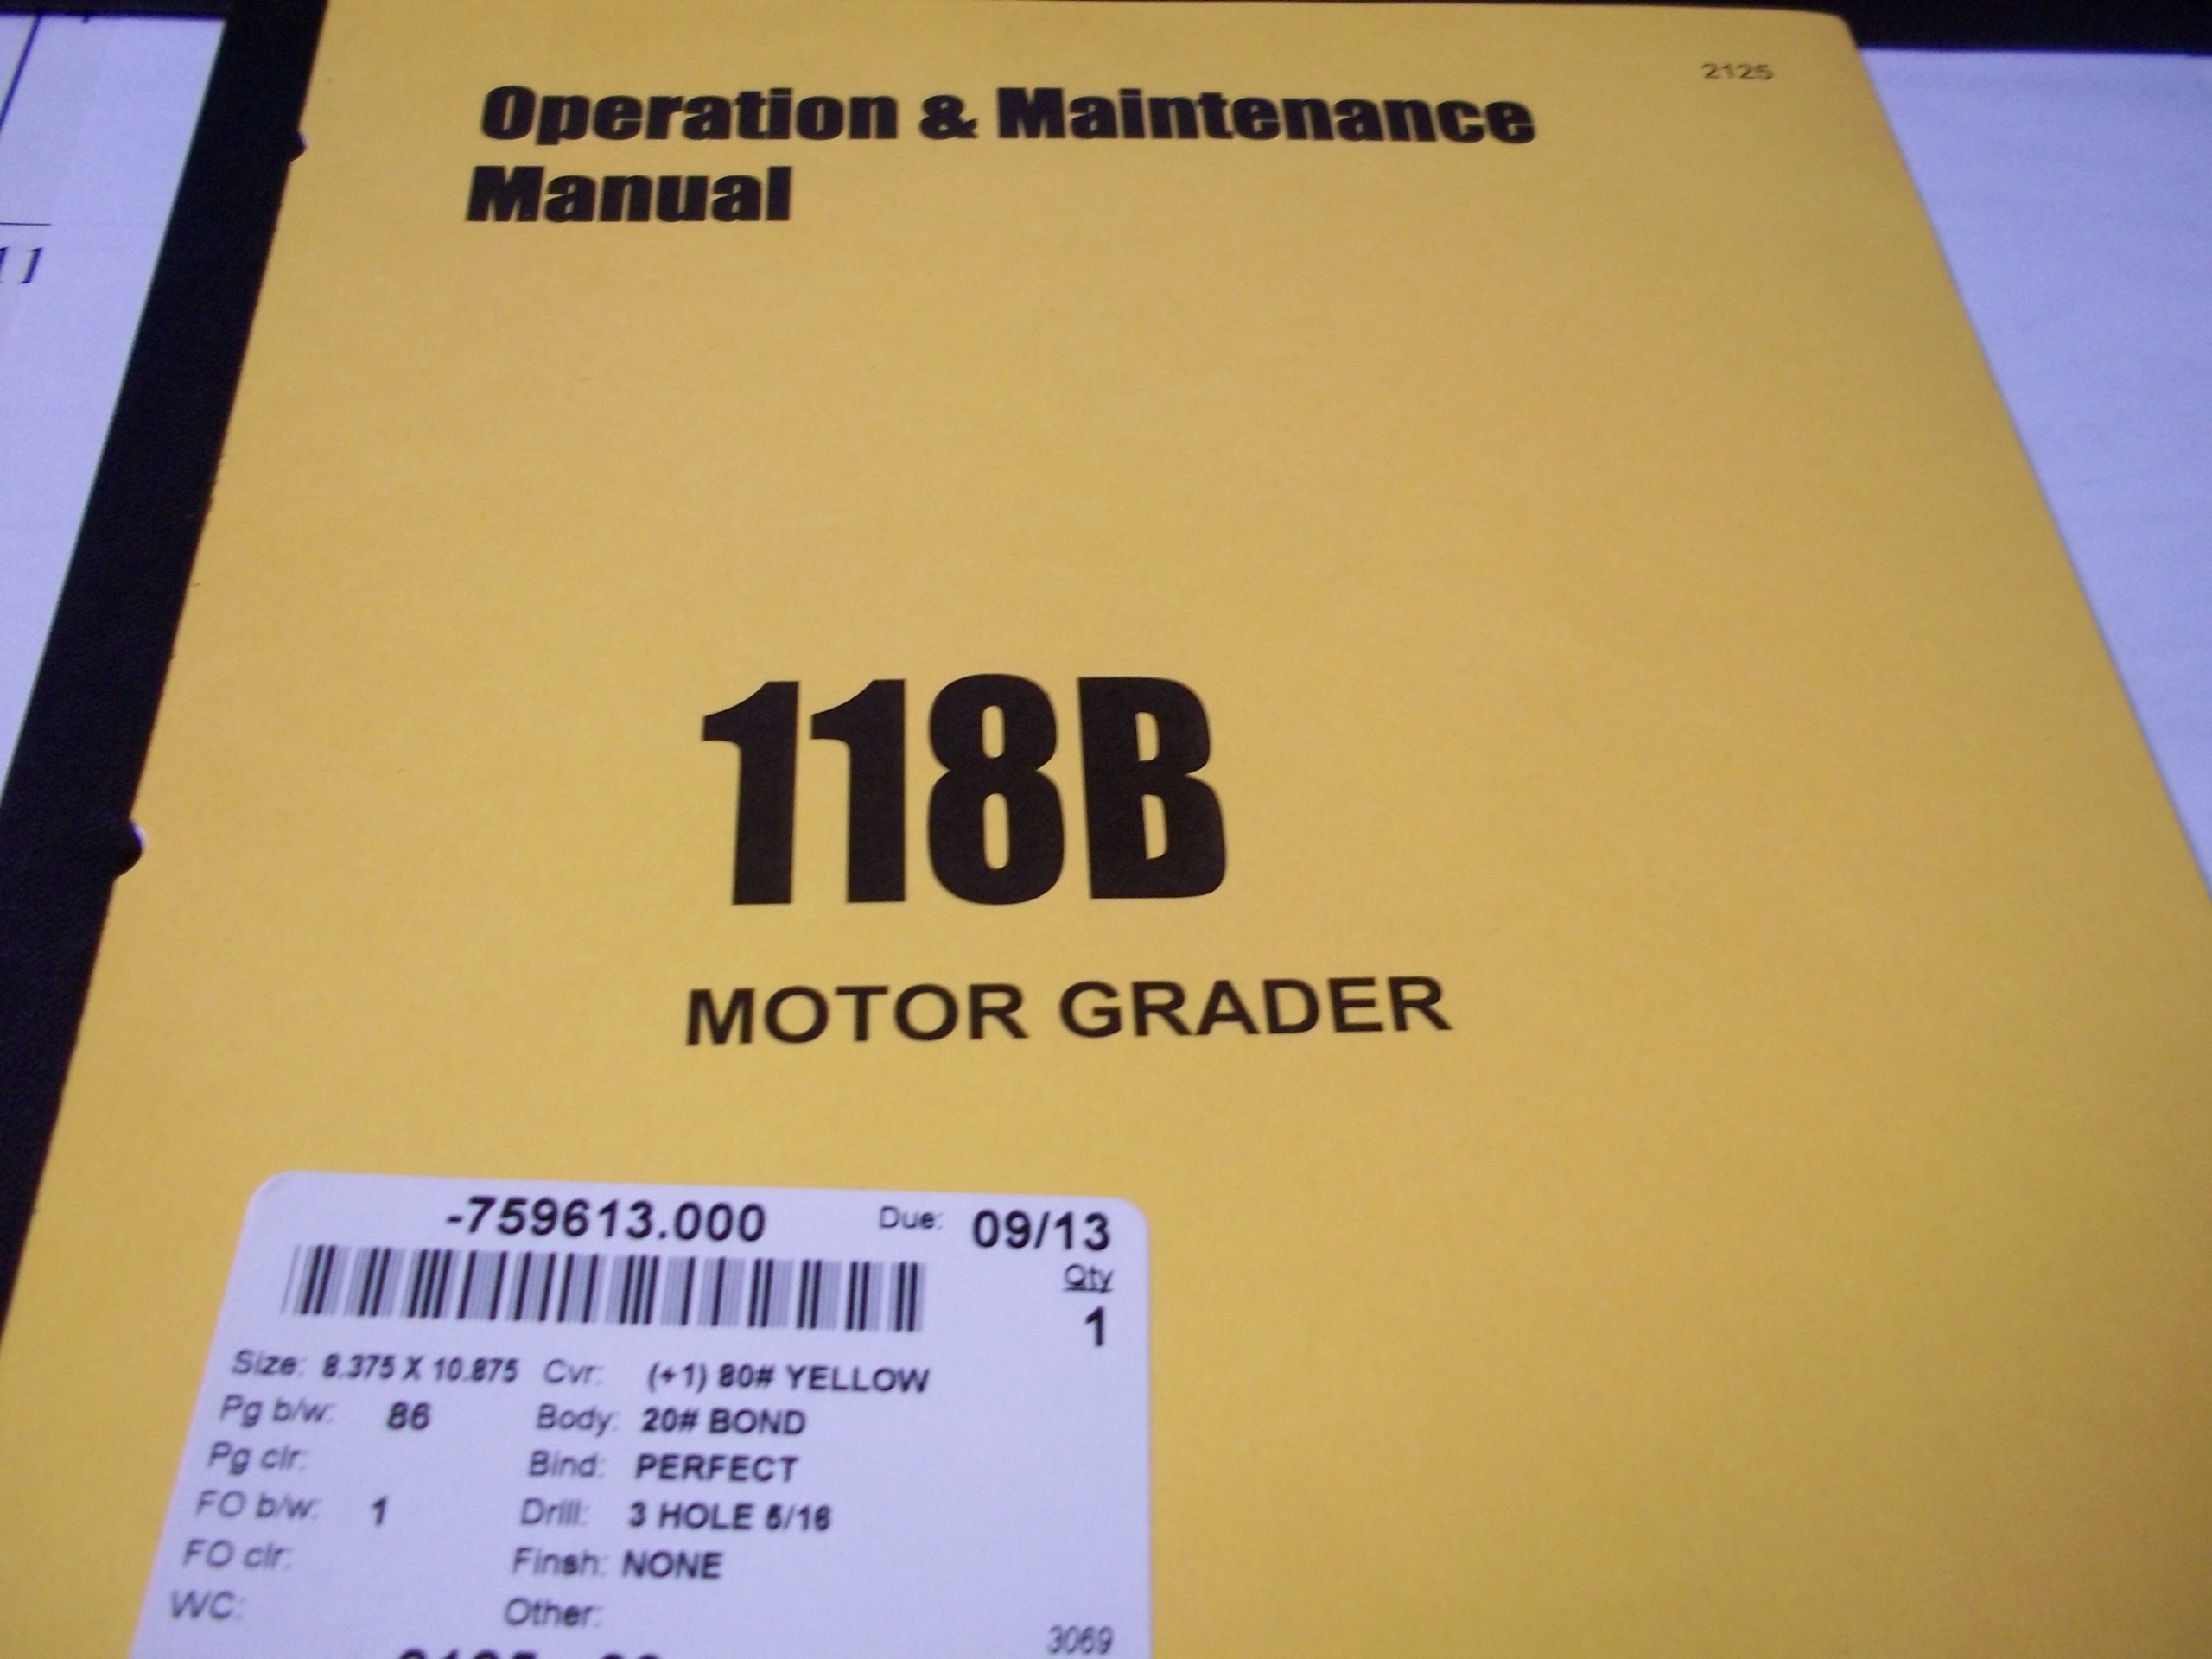 2125
Operation & Maintenance
Manual
11
118B
MOTOR GRADER
-759613.000 Due: 09/13
Qty
1
Size: 8.375 X 10.875 Cvr: (+1) 80# YELLOW
Pg b/w: 86 Body: 20# BOND
Pg clr: Bind: PERFECT
FO b/w: 1 Drill: 3 HOLE 5/16
FO clr: Finsh: NONE
WC: Other:
3069